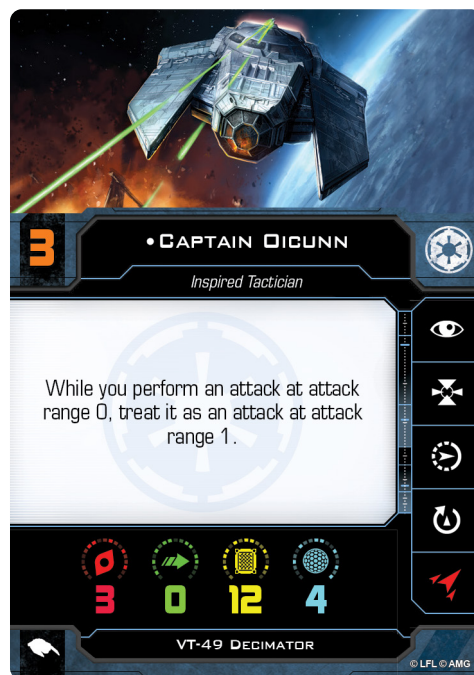 3
•Captain Oicunn
Inspired Tactician
While you perform an attack at attack
range 0, treat it as an attack at attack
range 1.
3 0 12 4
VT-49 Decimator
© LFL © AMG